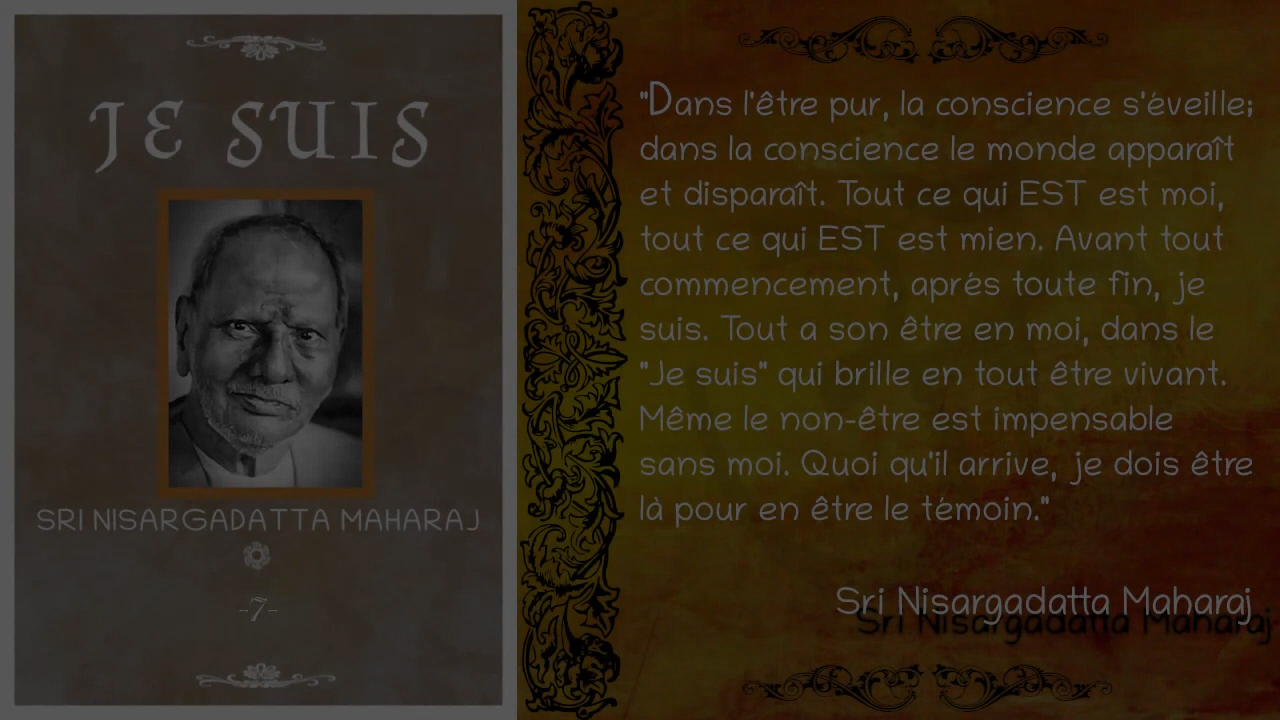 JE SUIS
SRI NISARGADATTA MAHARAJ
-7-
"Dans l'être pur, la conscience s'éveille;
dans la conscience le monde apparaît
et disparaît. Tout ce qui EST est moi,
tout ce qui EST est mien. Avant tout
commencement, aprés toute fin, je
suis. Tout a son être en moi, dans le
"Je suis" qui brille en tout être vivant.
Même le non-être est impensable
sans moi. Quoi qu'il arrive, je dois être
là pour en être le témoin."
Sri Nisargadatta Maharaj